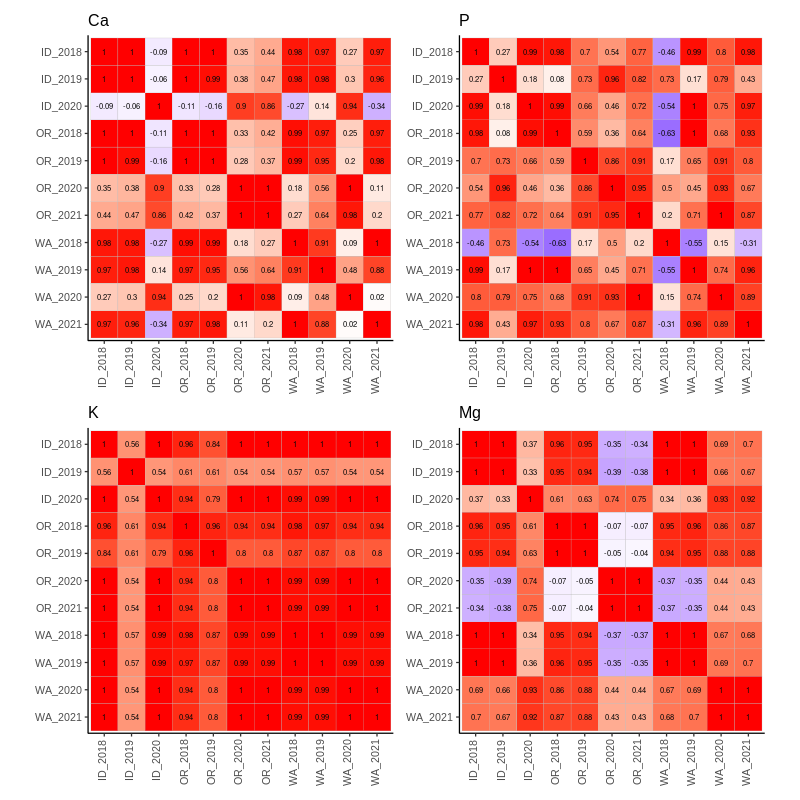 Ca
ID_2018 1 1 -0.09 1 1 0.35 0.44 0.98 0.97 0.27 0.97
ID_2019 1 1 -0.06 1 0.99 0.38 0.47 0.98 0.98 0.3 0.96
ID_2020 -0.09 -0.06 1 -0.11 -0.16 0.9 0.86 -0.27 0.14 0.94 -0.34
OR_2018 1 1 -0.11 1 1 0.33 0.42 0.99 0.97 0.25 0.97
OR_2019 1 0.99 -0.16 1 1 0.28 0.37 0.99 0.95 0.2 0.98
OR_2020 0.35 0.38 0.9 0.33 0.28 1 1 0.18 0.56 1 0.11
OR_2021 0.44 0.47 0.86 0.42 0.37 1 1 0.27 0.64 0.98 0.2
WA_2018 0.98 0.98 -0.27 0.99 0.99 0.18 0.27 1 0.91 0.09 1
WA_2019 0.97 0.98 0.14 0.97 0.95 0.56 0.64 0.91 1 0.48 0.88
WA_2020 0.27 0.3 0.94 0.25 0.2 1 0.98 0.09 0.48 1 0.02
WA_2021 0.97 0.96 -0.34 0.97 0.98 0.11 0.2 1 0.88 0.02 1
ID_2018 ID_2019 ID_2020 OR_2018 OR_2019 OR_2020 OR_2021 WA_2018 WA_2019 WA_2020 WA_2021
P
ID_2018 1 0.27 0.99 0.98 0.7 0.54 0.77 -0.46 0.99 0.8 0.98
ID_2019 0.27 1 0.18 0.08 0.73 0.96 0.82 0.73 0.17 0.79 0.43
ID_2020 0.99 0.18 1 0.99 0.66 0.46 0.72 -0.54 1 0.75 0.97
OR_2018 0.98 0.08 0.99 1 0.59 0.36 0.64 -0.63 1 0.68 0.93
OR_2019 0.7 0.73 0.66 0.59 1 0.86 0.91 0.17 0.65 0.91 0.8
OR_2020 0.54 0.96 0.46 0.36 0.86 1 0.95 0.5 0.45 0.93 0.67
OR_2021 0.77 0.82 0.72 0.64 0.91 0.95 1 0.2 0.71 1 0.87
WA_2018 -0.46 0.73 -0.54 -0.63 0.17 0.5 0.2 1 -0.55 0.15 -0.31
WA_2019 0.99 0.17 1 1 0.65 0.45 0.71 -0.55 1 0.74 0.96
WA_2020 0.8 0.79 0.75 0.68 0.91 0.93 1 0.15 0.74 1 0.89
WA_2021 0.98 0.43 0.97 0.93 0.8 0.67 0.87 -0.31 0.96 0.89 1
ID_2018 ID_2019 ID_2020 OR_2018 OR_2019 OR_2020 OR_2021 WA_2018 WA_2019 WA_2020 WA_2021
K
ID_2018 1 0.56 1 0.96 0.84 1 1 1 1 1 1
ID_2019 0.56 1 0.54 0.61 0.61 0.54 0.54 0.57 0.57 0.54 0.54
ID_2020 1 0.54 1 0.94 0.79 1 1 0.99 0.99 1 1
OR_2018 0.96 0.61 0.94 1 0.96 0.94 0.94 0.98 0.97 0.94 0.94
OR_2019 0.84 0.61 0.79 0.96 1 0.8 0.8 0.87 0.87 0.8 0.8
OR_2020 1 0.54 1 0.94 0.8 1 1 0.99 0.99 1 1
OR_2021 1 0.54 1 0.94 0.8 1 1 0.99 0.99 1 1
WA_2018 1 0.57 0.99 0.98 0.87 0.99 0.99 1 1 0.99 0.99
WA_2019 1 0.57 0.99 0.97 0.87 0.99 0.99 1 1 0.99 0.99
WA_2020 1 0.54 1 0.94 0.8 1 1 0.99 0.99 1 1
WA_2021 1 0.54 1 0.94 0.8 1 1 0.99 0.99 1 1
ID_2018 ID_2019 ID_2020 OR_2018 OR_2019 OR_2020 OR_2021 WA_2018 WA_2019 WA_2020 WA_2021
Mg
ID_2018 1 1 0.37 0.96 0.95 -0.35 -0.34 1 1 0.69 0.7
ID_2019 1 1 0.33 0.95 0.94 -0.39 -0.38 1 1 0.66 0.67
ID_2020 0.37 0.33 1 0.61 0.63 0.74 0.75 0.34 0.36 0.93 0.92
OR_2018 0.96 0.95 0.61 1 1 -0.07 -0.07 0.95 0.96 0.86 0.87
OR_2019 0.95 0.94 0.63 1 1 -0.05 -0.04 0.94 0.95 0.88 0.88
OR_2020 -0.35 -0.39 0.74 -0.07 -0.05 1 1 -0.37 -0.35 0.44 0.43
OR_2021 -0.34 -0.38 0.75 -0.07 -0.04 1 1 -0.37 -0.35 0.44 0.43
WA_2018 1 1 0.34 0.95 0.94 -0.37 -0.37 1 1 0.67 0.68
WA_2019 1 1 0.36 0.96 0.95 -0.35 -0.35 1 1 0.69 0.7
WA_2020 0.69 0.66 0.93 0.86 0.88 0.44 0.44 0.67 0.69 1 1
WA_2021 0.7 0.67 0.92 0.87 0.88 0.43 0.43 0.68 0.7 1 1
ID_2018 ID_2019 ID_2020 OR_2018 OR_2019 OR_2020 OR_2021 WA_2018 WA_2019 WA_2020 WA_2021